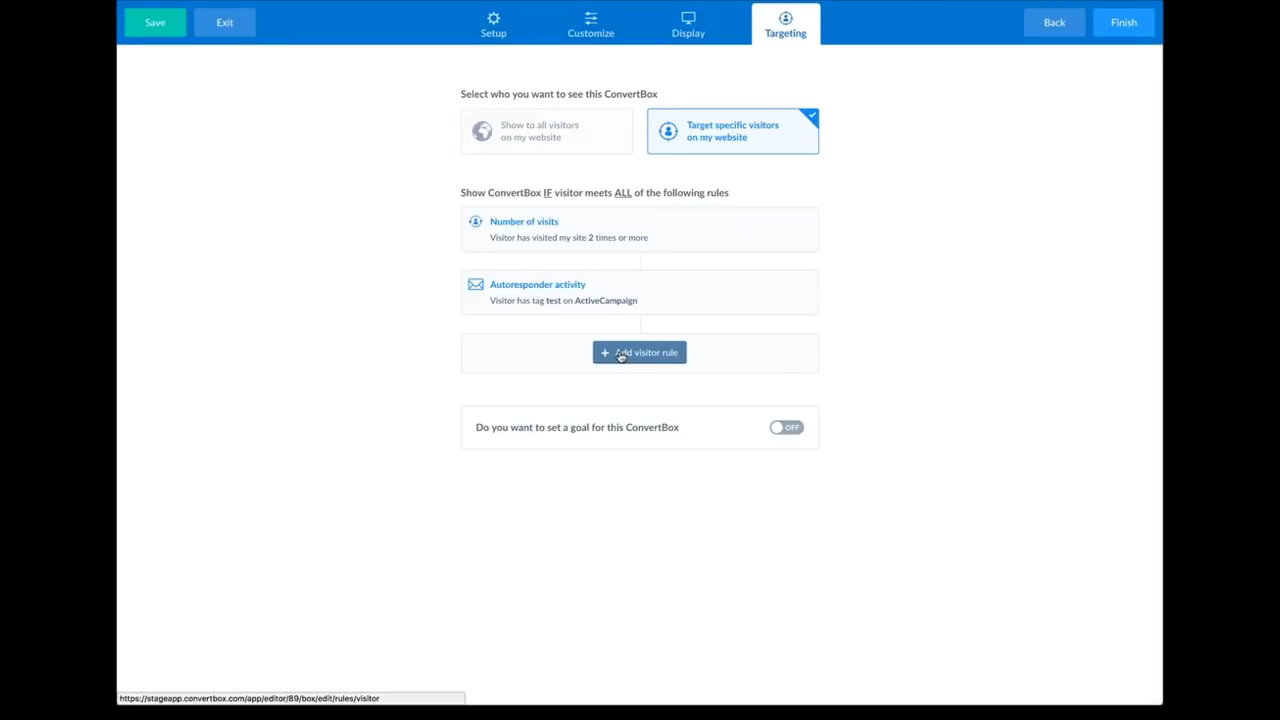 Save
Exit
Setup
Customize
Display
Targeting
Back
Finish
Select who you want to see this ConvertBox
Show to all visitors
on my website
Target specific visitors
on my website
Show ConvertBox IF visitor meets ALL of the following rules
Number of visits
Visitor has visited my site 2 times or more
Autoresponder activity
Visitor has tag test on ActiveCampaign
+ Add visitor rule
Do you want to set a goal for this ConvertBox
OFF
https://stageapp.convertbox.com/app/editor/89/box/edit/rules/visitor